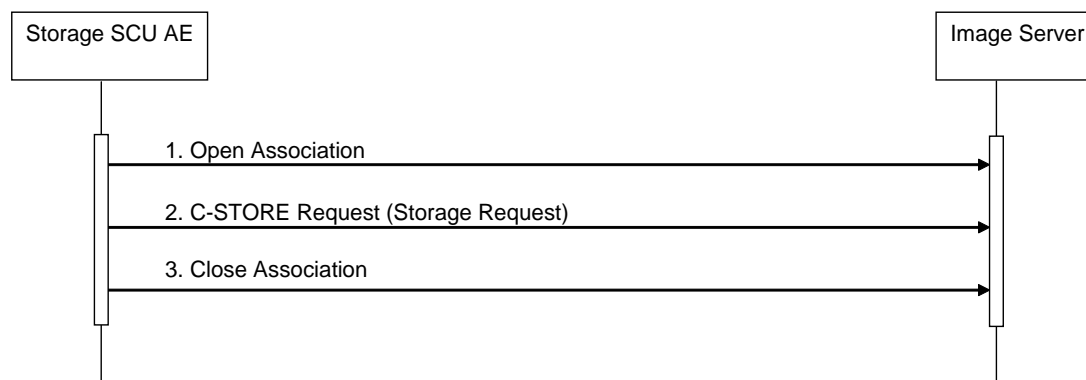 Storage SCU AE
Image Server
1. Open Association
2. C-STORE Request (Storage Request)
3. Close Association